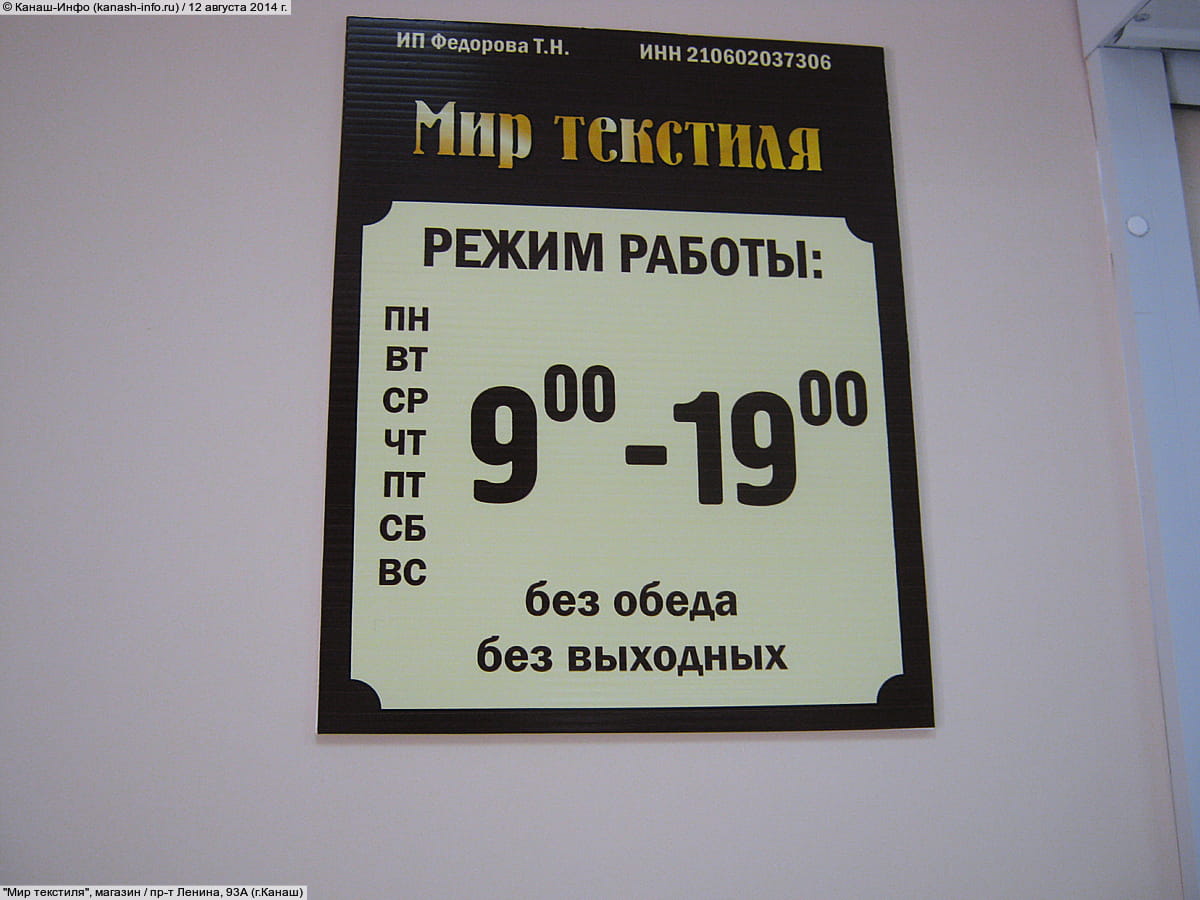 © Канаш-Инфо (kanash-info.ru) / 12 августа 2014 г.
ИП Федорова Т.Н. ИНН 210602037306
Мир текстиля
РЕЖИМ РАБОТЫ:
ПН
ВТ
СР
ЧТ
ПТ
СБ
ВС
9⁰⁰-19⁰⁰
без обеда
без выходных
"Мир текстиля", магазин / пр-т Ленина, 93А (г.Канаш)